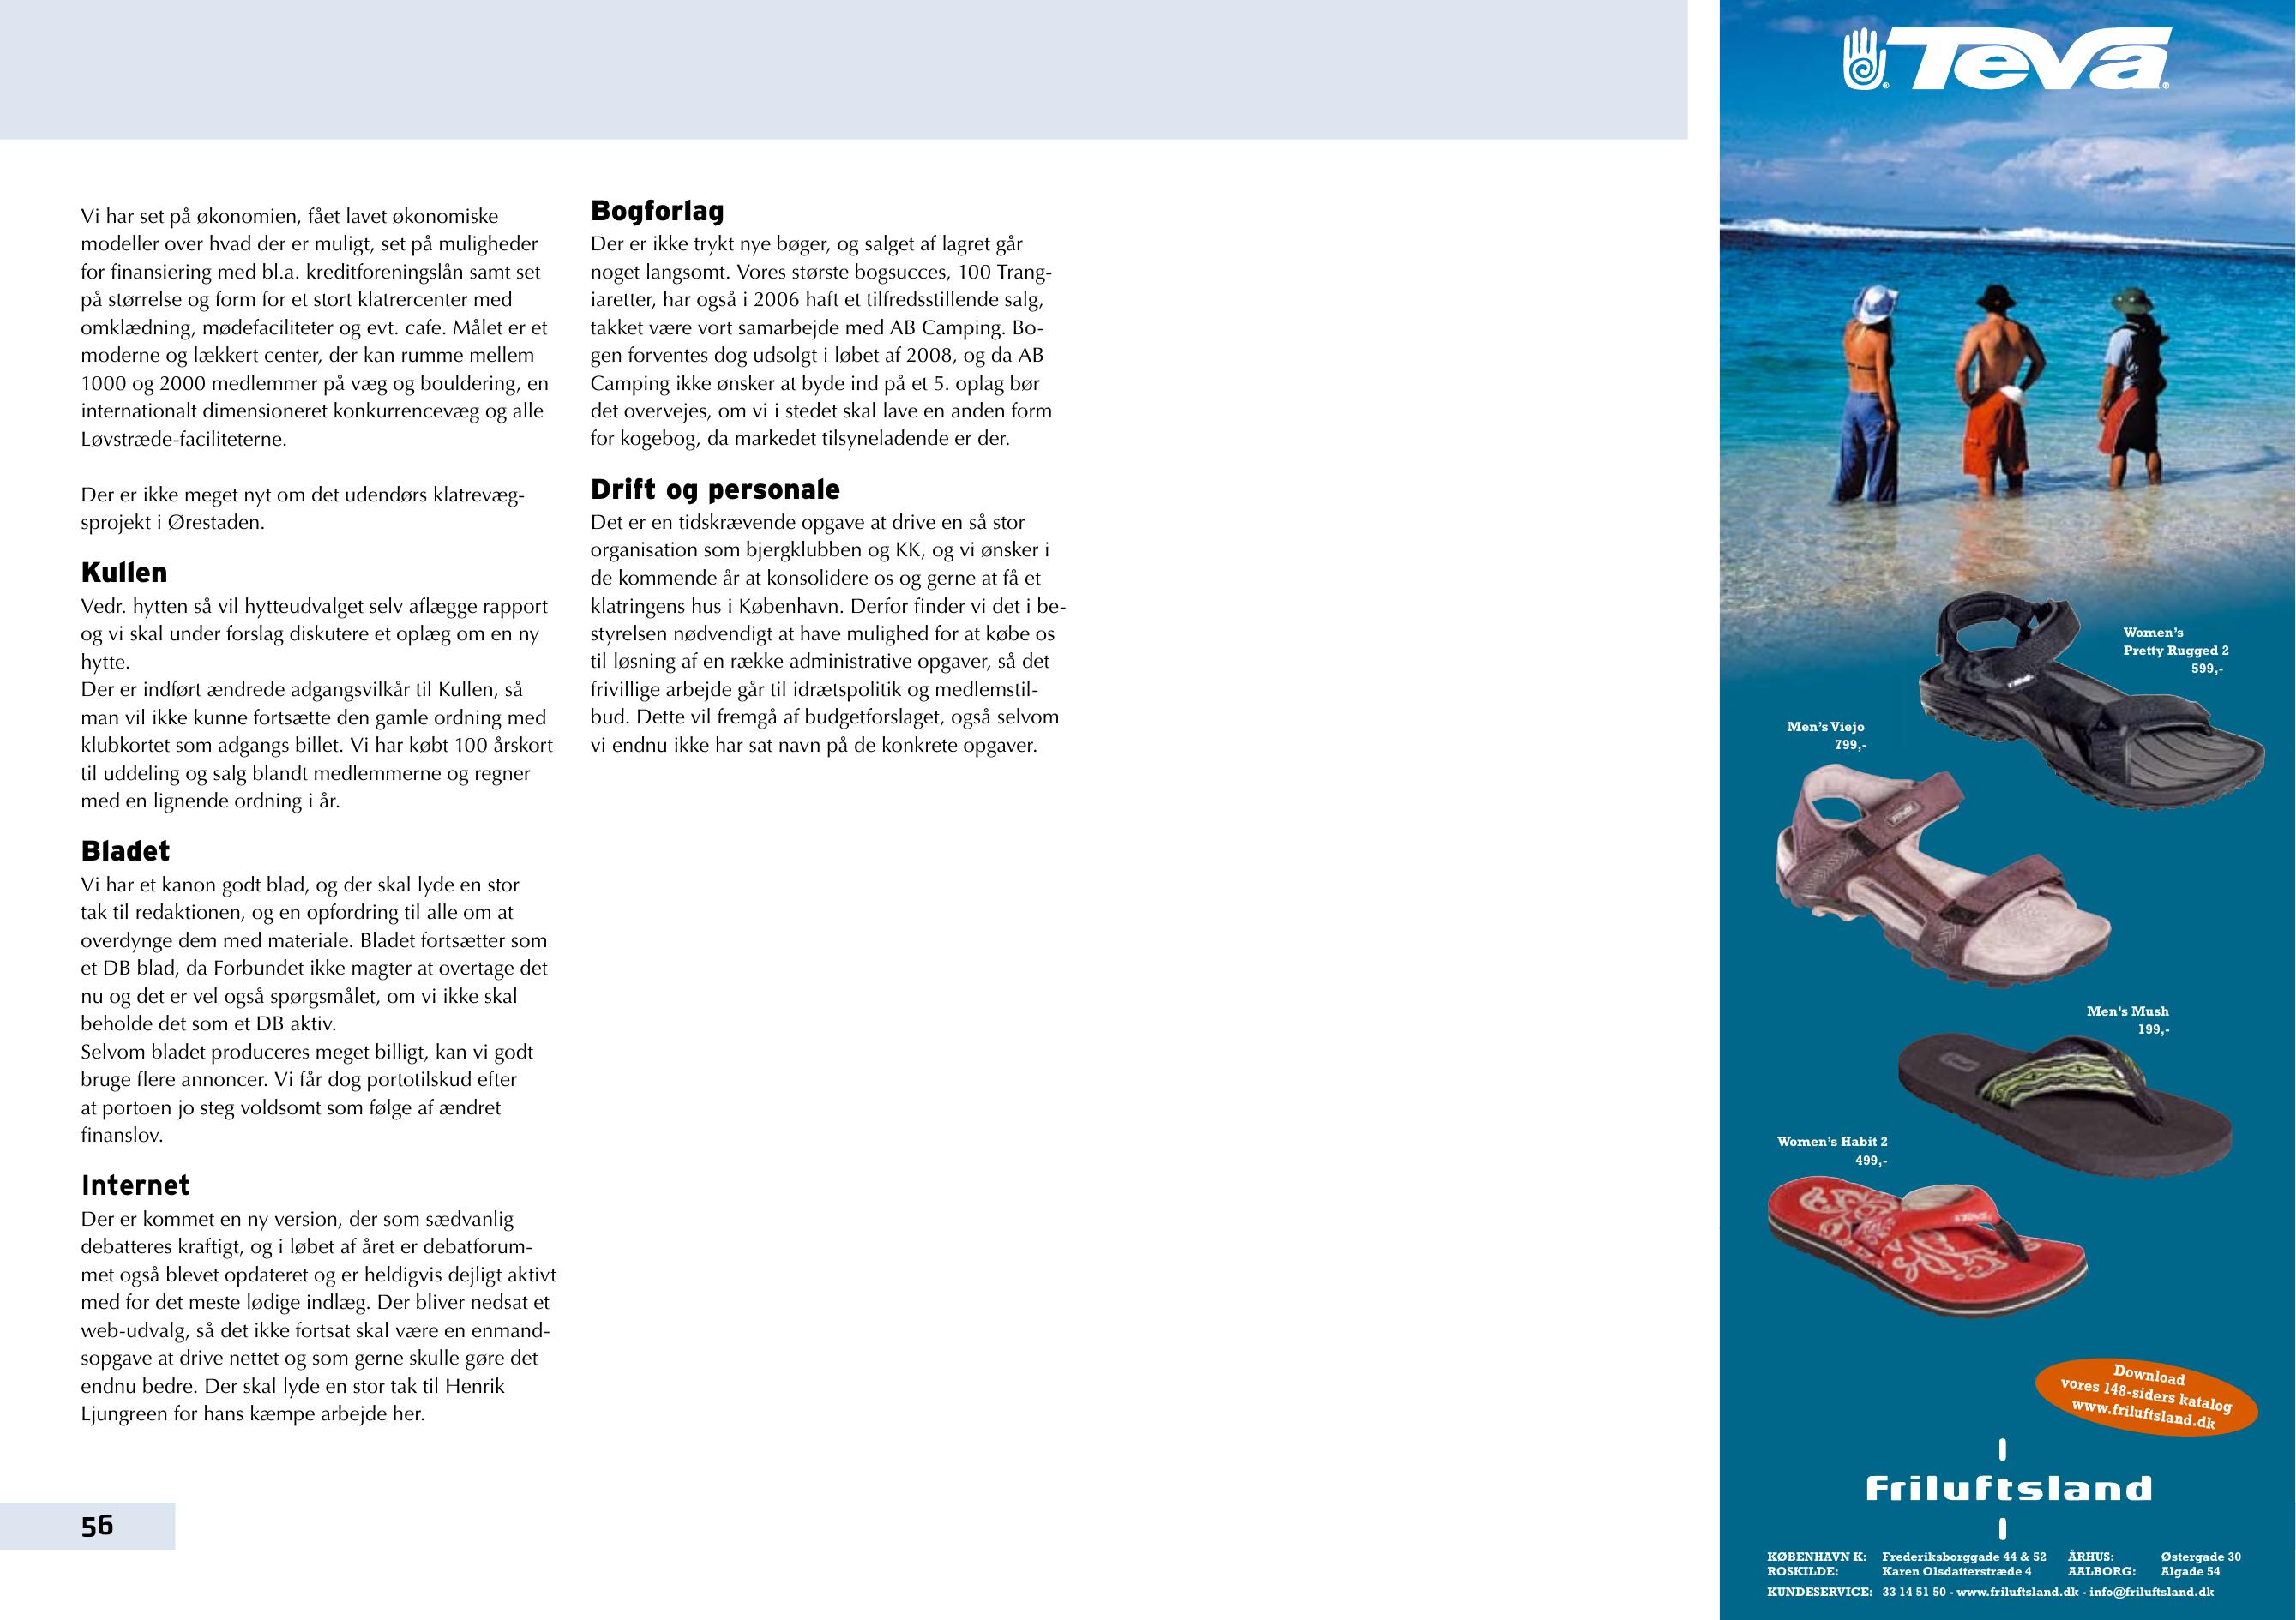 Vi har set på økonomien, fået lavet økonomiske
modeller over hvad der er muligt, set på muligheder
for finansiering med bl.a. kreditforeningslån samt set
på størrelse og form for et stort klatrercenter med
omklædning, mødefaciliteter og evt. cafe. Målet er et
moderne og lækkert center, der kan rumme mellem
1000 og 2000 medlemmer på væg og bouldering, en
internationalt dimensioneret konkurrencevæg og alle
Løvstræde-faciliteterne.
Der er ikke meget nyt om det udendørs klatrevæg-
sprojekt i Ørestaden.
Kullen
Vedr. hytten så vil hytteudvalget selv aflægge rapport
og vi skal under forslag diskutere et oplæg om en ny
hytte.
Der er indført ændrede adgangsvilkår til Kullen, så
man vil ikke kunne fortsætte den gamle ordning med
klubkortet som adgangs billet. Vi har købt 100 årskort
til uddeling og salg blandt medlemmerne og regner
med en lignende ordning i år.
Bladet
Vi har et kanon godt blad, og der skal lyde en stor
tak til redaktionen, og en opfordring til alle om at
overdynge dem med materiale. Bladet fortsætter som
et DB blad, da Forbundet ikke magter at overtage det
nu og det er vel også spørgsmålet, om vi ikke skal
beholde det som et DB aktiv.
Selvom bladet produceres meget billigt, kan vi godt
bruge flere annoncer. Vi får dog portotilskud efter
at portoen jo steg voldsomt som følge af ændret
finanslov.
Internet
Der er kommet en ny version, der som sædvanlig
debatteres kraftigt, og i løbet af året er debatforum-
met også blevet opdateret og er heldigvis dejligt aktivt
med for det meste lødige indlæg. Der bliver nedsat et
web-udvalg, så det ikke fortsat skal være en enmand-
sopgave at drive nettet og som gerne skulle gøre det
endnu bedre. Der skal lyde en stor tak til Henrik
Ljungreen for hans kæmpe arbejde her.
56
Bogforlag
Der er ikke trykt nye bøger, og salget af lagret går
noget langsomt. Vores største bogsucces, 100 Trang-
iaretter, har også i 2006 haft et tilfredsstillende salg,
takket være vort samarbejde med AB Camping. Bo-
gen forventes dog udsolgt i løbet af 2008, og da AB
Camping ikke ønsker at byde ind på et 5. oplag bør
det overvejes, om vi i stedet skal lave en anden form
for kogebog, da markedet tilsyneladende er der.
Drift og personale
Det er en tidskrævende opgave at drive en så stor
organisation som bjergklubben og KK, og vi ønsker i
de kommende år at konsolidere os og gerne at få et
klatringens hus i København. Derfor finder vi det i be-
styrelsen nødvendigt at have mulighed for at købe os
til løsning af en række administrative opgaver, så det
frivillige arbejde går til idrætspolitik og medlemstil-
bud. Dette vil fremgå af budgetforslaget, også selvom
vi endnu ikke har sat navn på de konkrete opgaver.
® Teva®
Women's
Pretty Rugged 2
599,-
Men's Viejo
799,-
Men's Mush
199,-
Women's Habit 2
499,-
Download
vores 148-siders katalog
www.friluftsland.dk
Friluftsland
KØBENHAVN K: Frederiksborggade 44 & 52 ÅRHUS: Østergade 30
ROSKILDE: Karen Olsdatterstræde 4 AALBORG: Algade 54
KUNDESERVICE: 33 14 51 50 - www.friluftsland.dk - info@friluftsland.dk